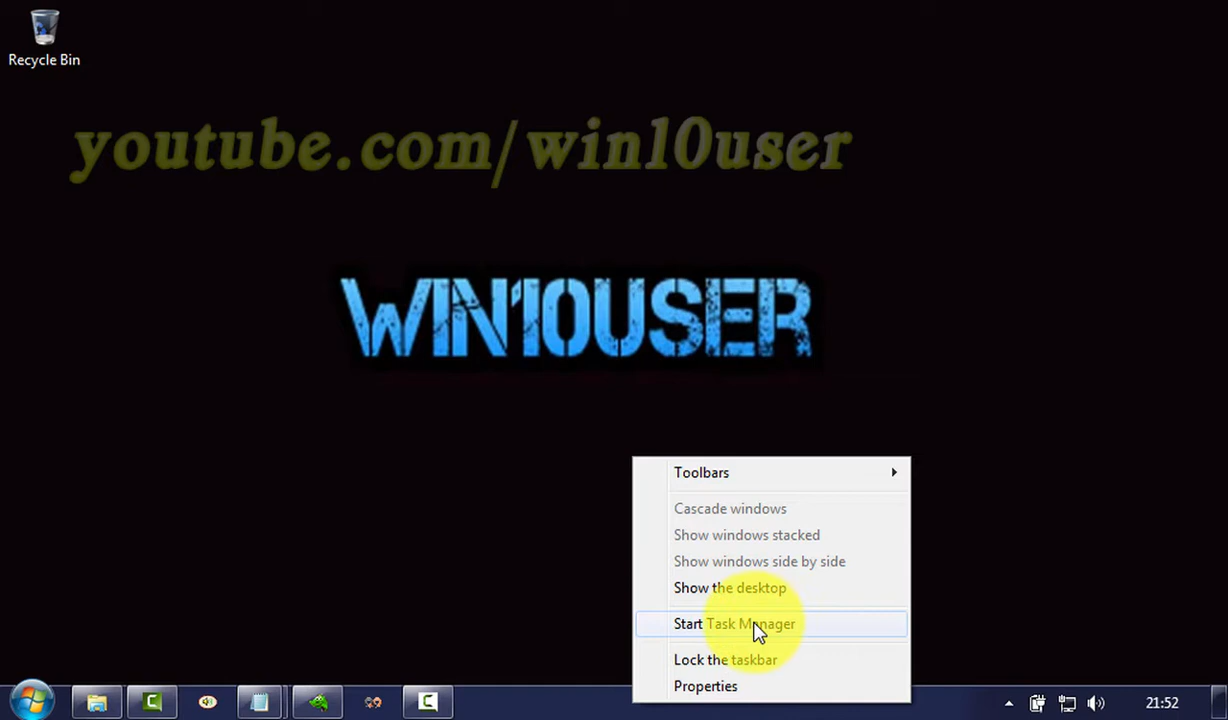 Recycle Bin
youtube.com/win10user
WIN10USER
Toolbars
Cascade windows
Show windows stacked
Show windows side by side
Show the desktop
Start Task Manager
Lock the taskbar
Properties
21:52